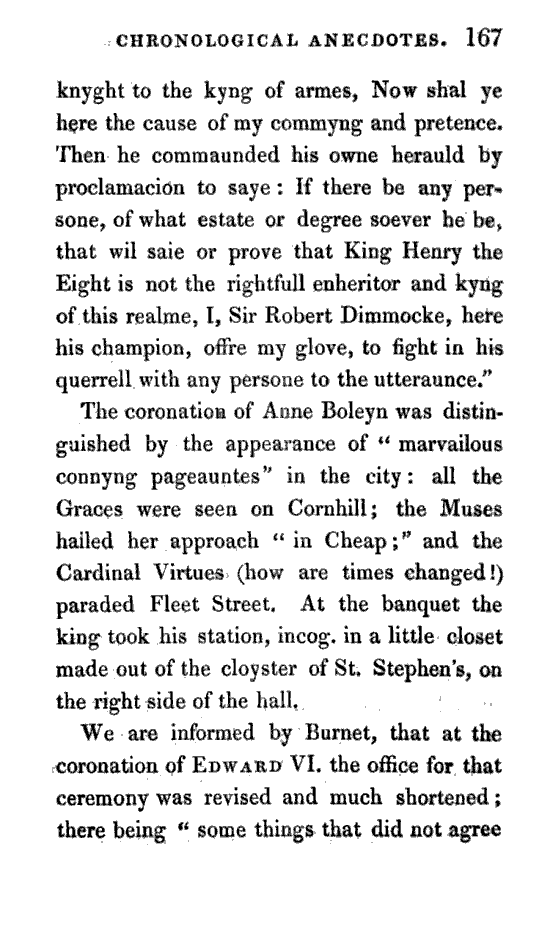 CHRONOLOGICAL ANECDOTES. 167
knyght to the kyng of armes, Now shal ye
here the cause of my commyng and pretence.
Then he commaunded his owne herauld by
proclamacion to saye : If there be any per-
sone, of what estate or degree soever he be,
that wil saie or prove that King Henry the
Eight is not the rightfull enheritor and kyng
of this realme, I, Sir Robert Dimmocke, here
his champion, offre my glove, to fight in his
querrell with any persone to the utteraunce."
The coronation of Anne Boleyn was distin-
guished by the appearance of " marvailous
connyng pageauntes" in the city : all the
Graces were seen on Cornhill ; the Muses
hailed her approach " in Cheap ;" and the
Cardinal Virtues (how are times changed !)
paraded Fleet Street. At the banquet the
king took his station, incog. in a little closet
made out of the cloyster of St. Stephen's, on
the right side of the hall.
We are informed by Burnet, that at the
coronation of EDWARD VI. the office for that
ceremony was revised and much shortened ;
there being " some things that did not agree